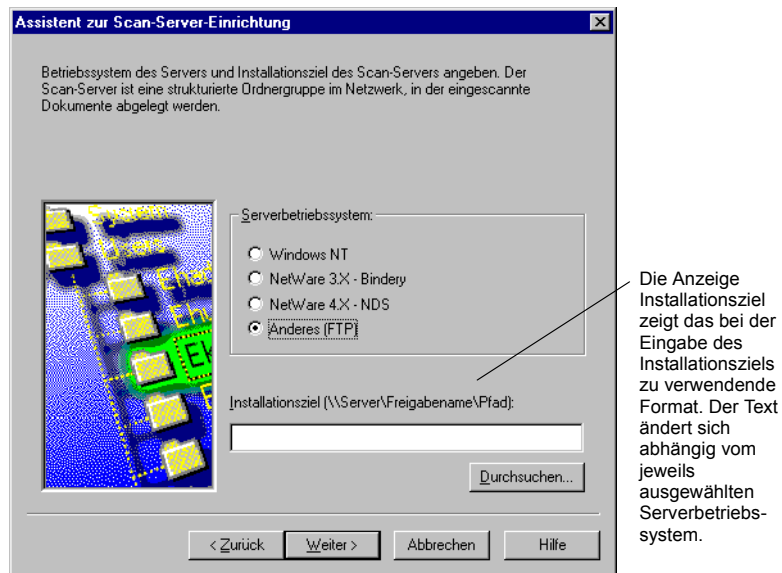 Assistent zur Scan-Server-Einrichtung
Betriebssystem des Servers und Installationsziel des Scan-Servers angeben. Der
Scan-Server ist eine strukturierte Ordnergruppe im Netzwerk, in der eingescannte
Dokumente abgelegt werden.
Serverbetriebssystem:
Windows NT
NetWare 3.X - Bindery
NetWare 4.X - NDS
Anderes (FTP)
Installationsziel (\\Server\Freigabename\Pfad):
Durchsuchen...
< Zurück
Weiter >
Abbrechen
Hilfe
Die Anzeige
Installationsziel
zeigt das bei der
Eingabe des
Installationsziels
zu verwendende
Format. Der Text
ändert sich
abhängig vom
jeweils
ausgewählten
Serverbetriebs-
system.